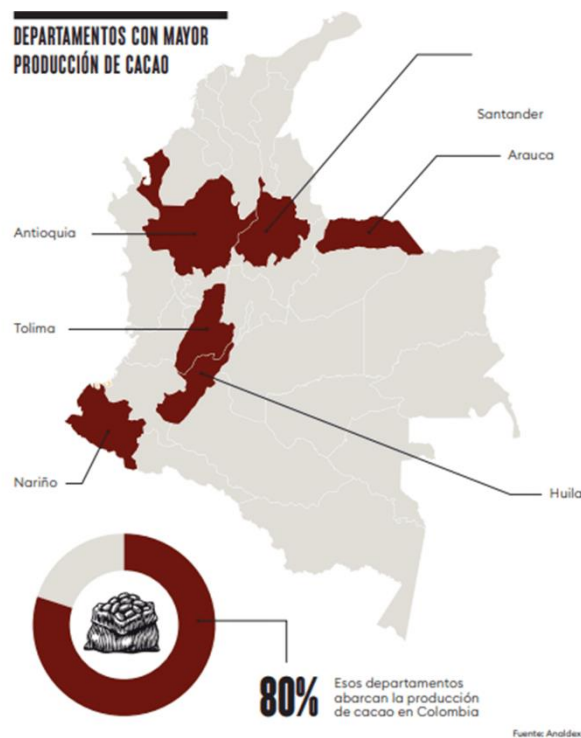 DEPARTAMENTOS CON MAYOR
PRODUCCIÓN DE CACAO
Santander
Arauca
Antioquia
Tolima
Nariño
Huila
80%
Esos departamentos
abarcan la producción
de cacao en Colombia
Fuente: Analdex